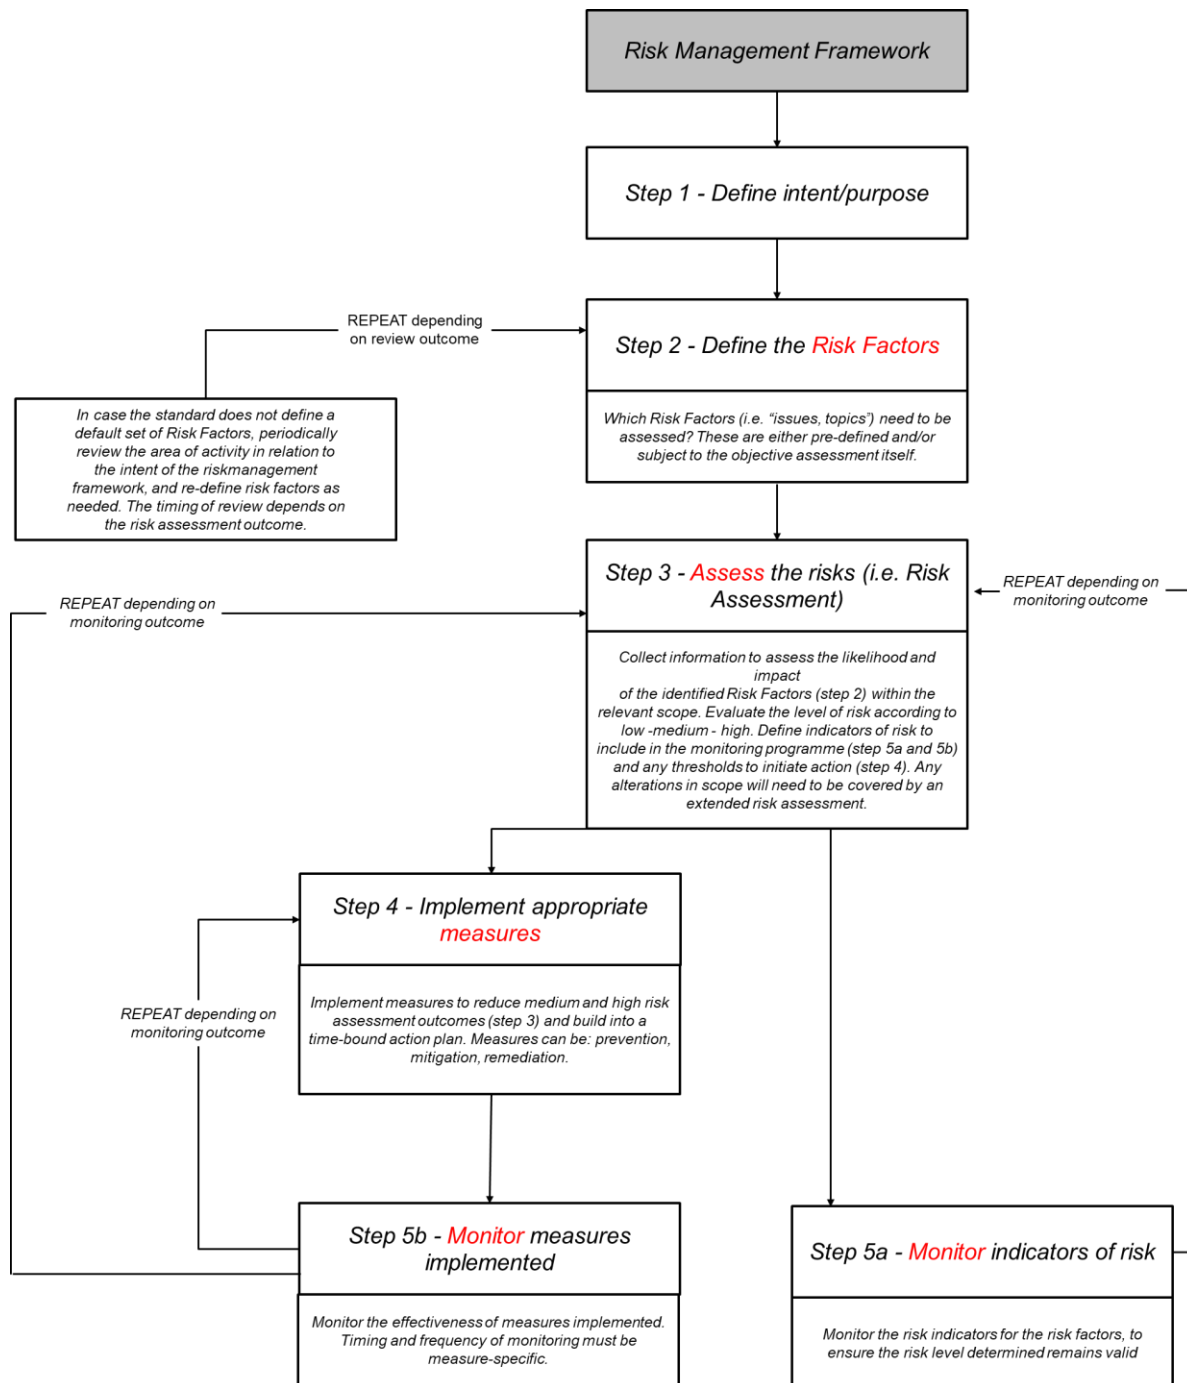 Risk Management Framework
Step 1 - Define intent/purpose
REPEAT depending
on review outcome
Step 2 - Define the Risk Factors
In case the standard does not define a
default set of Risk Factors, periodically
review the area of activity in relation to
the intent of the riskmanagement
framework, and re-define risk factors as
needed. The timing of review depends on
the risk assessment outcome.
Which Risk Factors (i.e. “issues, topics”) need to be
assessed? These are either pre-defined and/or
subject to the objective assessment itself.
Step 3 - Assess the risks (i.e. Risk
Assessment)
REPEAT depending on
monitoring outcome
REPEAT depending on
monitoring outcome
Collect information to assess the likelihood and
impact
of the identified Risk Factors (step 2) within the
relevant scope. Evaluate the level of risk according to
low -medium - high. Define indicators of risk to
include in the monitoring programme (step 5a and 5b)
and any thresholds to initiate action (step 4). Any
alterations in scope will need to be covered by an
extended risk assessment.
Step 4 - Implement appropriate
measures
REPEAT depending on
monitoring outcome
Implement measures to reduce medium and high risk
assessment outcomes (step 3) and build into a
time-bound action plan. Measures can be: prevention,
mitigation, remediation.
Step 5b - Monitor measures
implemented
Monitor the effectiveness of measures implemented.
Timing and frequency of monitoring must be
measure-specific.
Step 5a - Monitor indicators of risk
Monitor the risk indicators for the risk factors, to
ensure the risk level determined remains valid